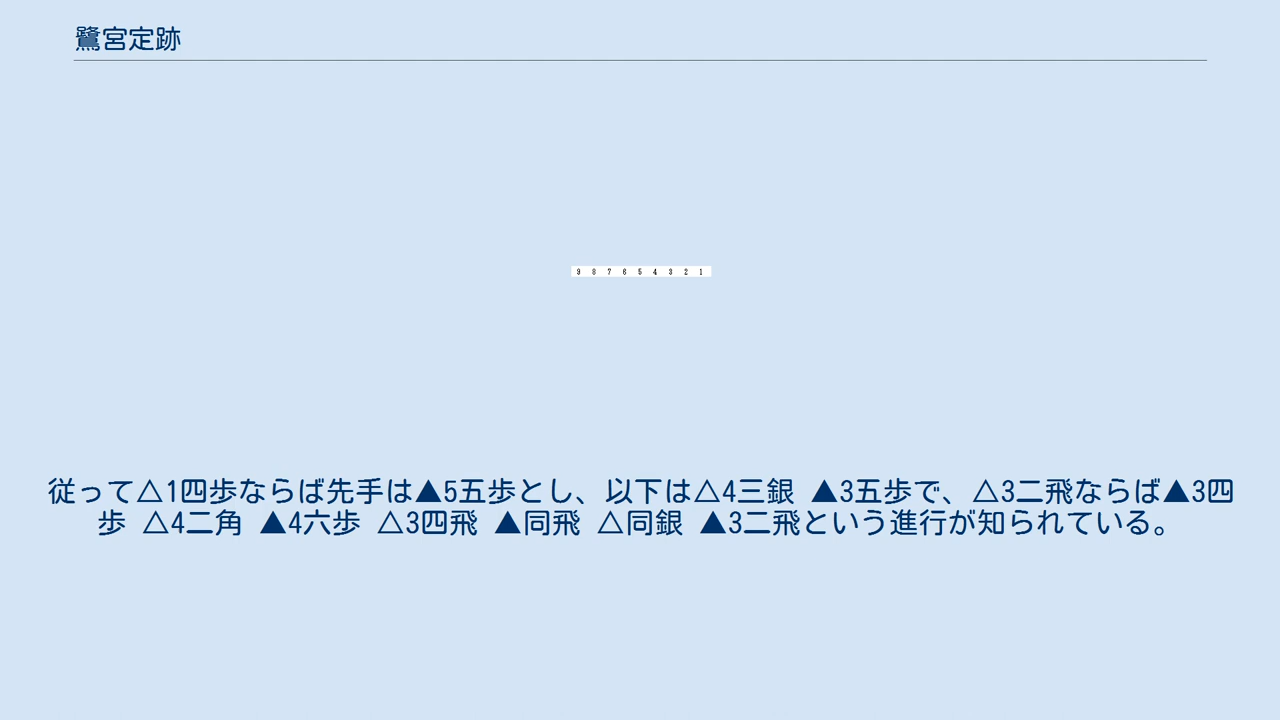 鷺宮定跡
9 8 7 6 5 4 3 2 1
従って△1四歩ならば先手は▲5五歩とし、以下は△4三銀 ▲3五歩で、△3二飛ならば▲3四
歩 △4二角 ▲4六歩 △3四飛 ▲同飛 △同銀 ▲3二飛という進行が知られている。